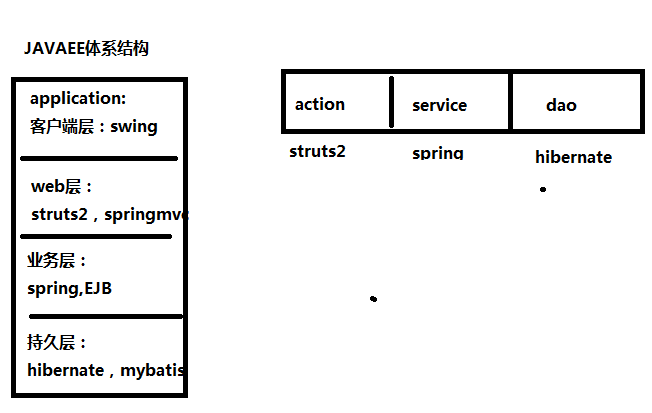 JAVAEE体系结构
application:
客户端层：swing
web层：
struts2，springmvc
业务层：
spring,EJB
持久层：
hibernate，mybatis
action service dao
struts2 spring hibernate